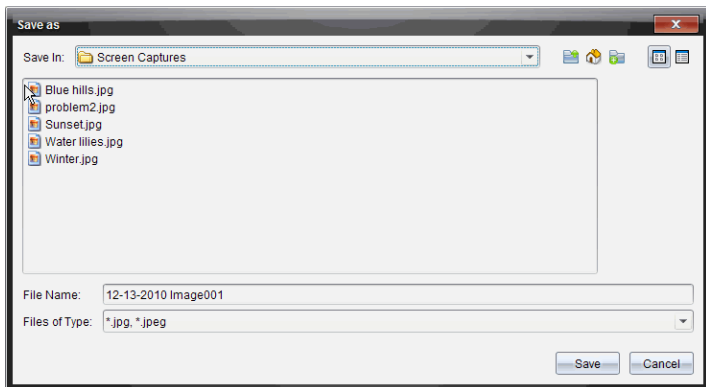 Save as
Save In: Screen Captures
Blue hills.jpg
problem2.jpg
Sunset.jpg
Water lilies.jpg
Winter.jpg
File Name: 12-13-2010 Image001
Files of Type: *.jpg, *.jpeg
Save Cancel